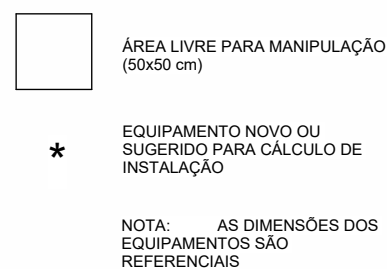 ÁREA LIVRE PARA MANIPULAÇÃO
(50x50 cm)
*
EQUIPAMENTO NOVO OU
SUGERIDO PARA CÁLCULO DE
INSTALAÇÃO
NOTA: AS DIMENSÕES DOS
EQUIPAMENTOS SÃO
REFERENCIAIS